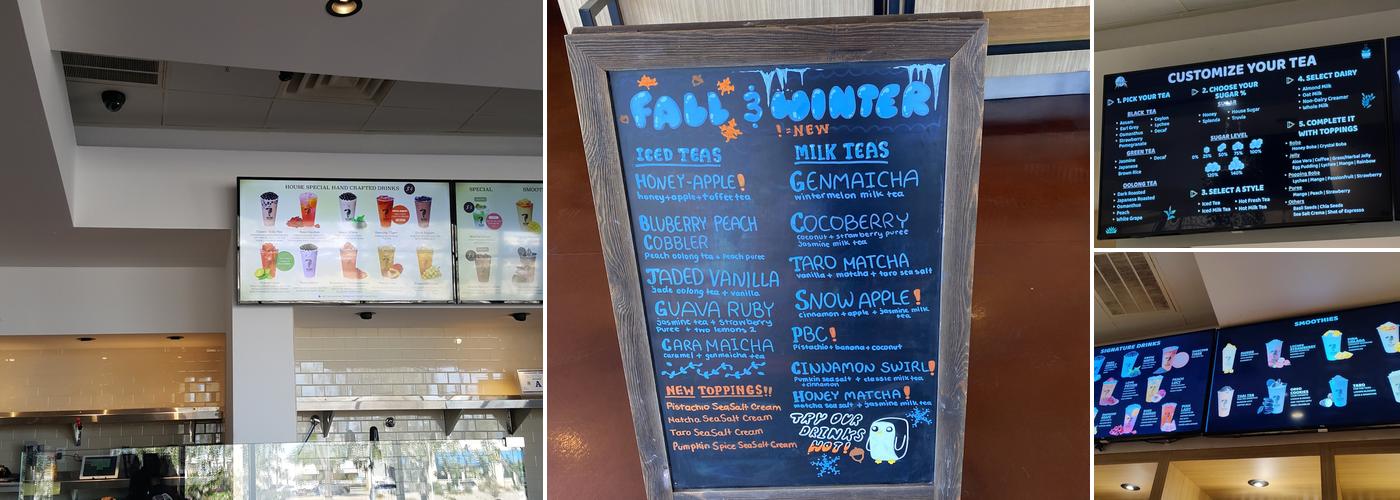 HOUSE SPECIAL HAND CRAFTED DRINKS
SPECIAL
SMOOT
FALL & WINTER
! = NEW
ICED TEAS
HONEY-APPLE!
honey+apple+toffee tea
BLUBERRY PEACH
COBBLER
Peach oolong tea + peach puree
JADED VANILLA
Jade oolong tea + vanilla
GUAVA RUBY
jasmine tea + strawberry
puree + two lemons
CARAMAICHA
caramel + genmaicha tea
NEW TOPPINGS!!
Pistachio SeaSalt Cream
Matcha SeaSalt Cream
Taro SeaSalt Cream
Pumpkin Spice SeaSalt Cream
MILK TEAS
GENMAICHA
wintermelon milk tea
COCOBERRY
coconut + strawberry puree
Jasmine milk tea
TARO MATCHA
vanilla + matcha + taro sea salt
SNOW APPLE!
cinnamon + apple + jasmine milk
tea
PBC!
Pistachio + banana + coconut
CINNAMON SWIRL!
Pumkin sea salt + classic milk tea
+ cinnamon
HONEY MATCHA!
matcha sea salt + jasmine milk tea
TRY OUR
DRINKS
HOT!
CUSTOMIZE YOUR TEA
1. PICK YOUR TEA
BLACK TEA
Assam
Earl Grey
Osmanthus
Strawberry
Pomegranate
Ceylon
Lychee
Decaf
GREEN TEA
Jasmine
Japanese
Brown Rice
Decaf
OOLONG TEA
Dark Roasted
Japanese Roasted
Osmanthus
Peach
White Grape
2. CHOOSE YOUR
SUGAR %
SUGAR
Honey
Splenda
House Sugar
Truvia
SUGAR LEVEL
0% 25% 50% 75% 100%
120% 140%
3. SELECT A STYLE
Iced Tea
Iced Milk Tea
Hot Fresh Tea
Hot Milk Tea
4. SELECT DAIRY
Almond Milk
Oat Milk
Non-Dairy Creamer
Whole Milk
5. COMPLETE IT
WITH TOPPINGS
Boba
Honey Boba | Crystal Boba
Jelly
Aloe Vera | Coffee | Grass/Herbal Jelly
Egg Pudding | Lychee | Mango | Rainbow
Popping Boba
Lychee | Mango | Passionfruit | Strawberry
Puree
Mango | Peach | Strawberry
Others
Basil Seeds | Chia Seeds
Sea Salt Crema | Shot of Espresso
SIGNATURE DRINKS
SMOOTHIES
THAI TEA
OREO
COOKIES
TARO